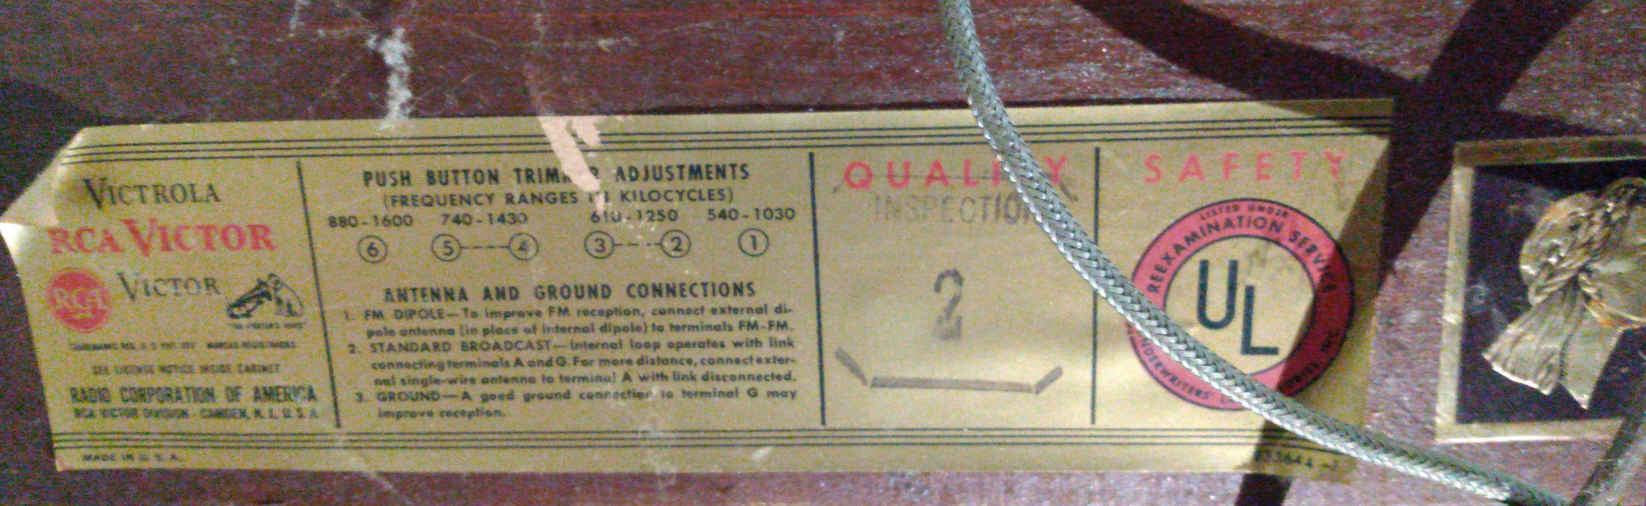 VICTROLA
RCA VICTOR
RCA VICTOR
"HIS MASTER'S VOICE"
SEE LICENSE NOTICE INSIDE CABINET
RADIO CORPORATION OF AMERICA
RCA VICTOR DIVISION - CAMDEN, N. J., U. S. A.
MADE IN U. S. A.
PUSH BUTTON TRIMMER ADJUSTMENTS
(FREQUENCY RANGES IN KILOCYCLES)
880-1600 740-1430 610-1250 540-1030
6 5----4 3----2 1
ANTENNA AND GROUND CONNECTIONS
1. FM DIPOLE—To improve FM reception, connect external di-
pole antenna (in place of internal dipole) to terminals FM-FM.
2. STANDARD BROADCAST—Internal loop operates with link
connecting terminals A and G. For more distance, connect exter-
nal single-wire antenna to terminal A with link disconnected.
3. GROUND—A good ground connection to terminal G may
improve reception.
QUALITY
INSPECTION
2
SAFETY
LISTED UNDER
REEXAMINATION SERVICE
UL
UNDERWRITERS'
INC.